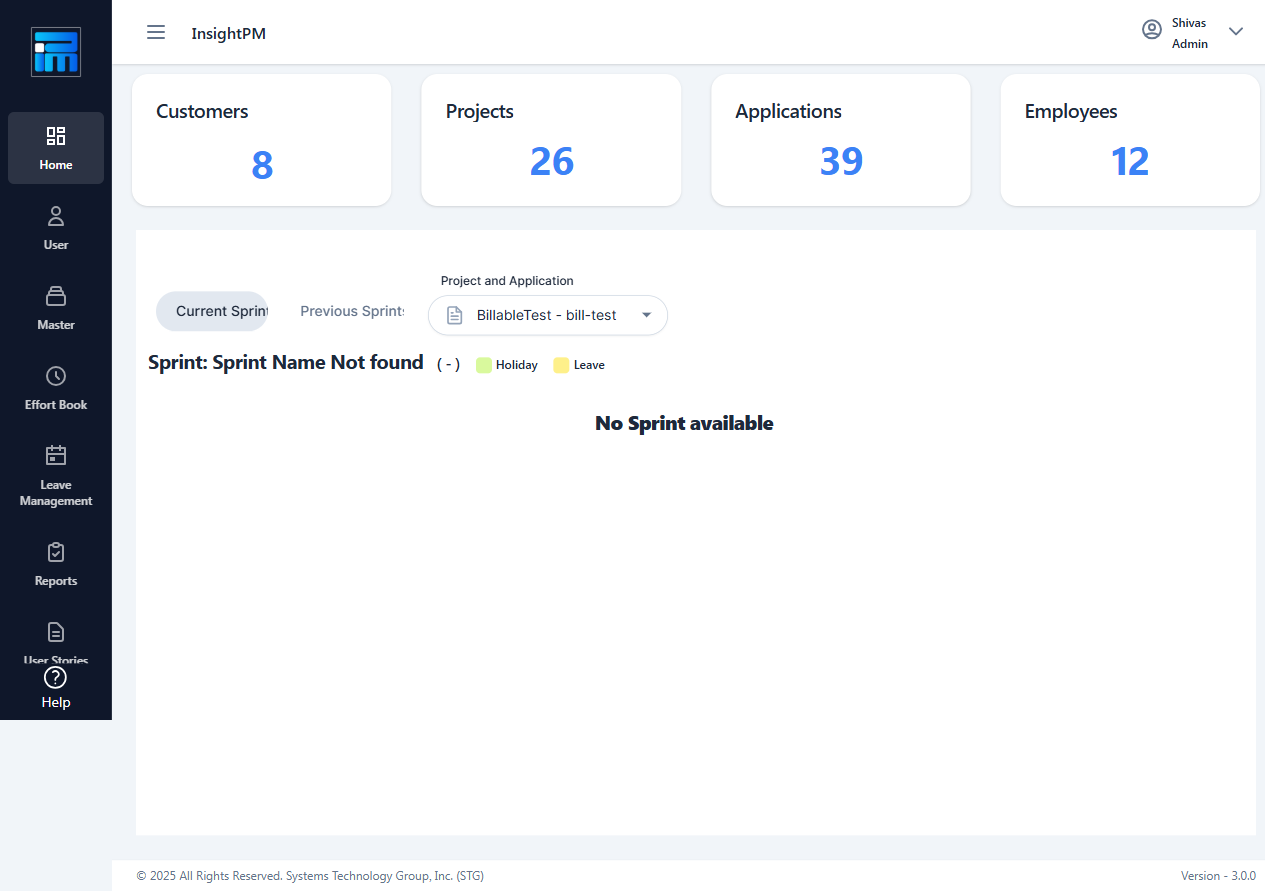 InsightPM
Shivas
Admin
Customers
8
Projects
26
Applications
39
Employees
12
Home
User
Master
Effort Book
Leave
Management
Reports
User Stories
Help
Project and Application
Current Sprint
Previous Sprints
BillableTest - bill-test
Sprint: Sprint Name Not found ( - ) Holiday Leave
No Sprint available
© 2025 All Rights Reserved. Systems Technology Group, Inc. (STG)
Version - 3.0.0